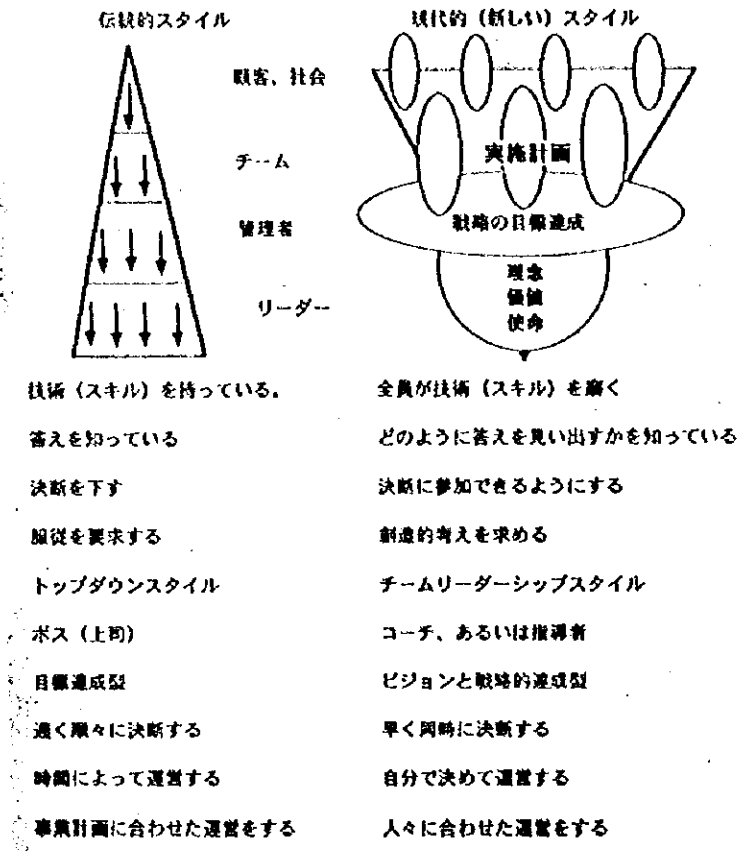 伝統的スタイル
現代的（新しい）スタイル
顧客、社会
チーム
管理者
リーダー
実施計画
戦略の目標達成
理念
価値
使命
技術（スキル）を持っている。
全員が技術（スキル）を磨く
答えを知っている
どのように答えを見い出すかを知っている
決断を下す
決断に参加できるようにする
服従を要求する
創造的考えを求める
トップダウンスタイル
チームリーダーシップスタイル
ボス（上司）
コーチ、あるいは指導者
目標達成型
ビジョンと戦略的達成型
遅く順々に決断する
早く同時に決断する
時間によって運営する
自分で決めて運営する
事業計画に合わせた運営をする
人々に合わせた運営をする